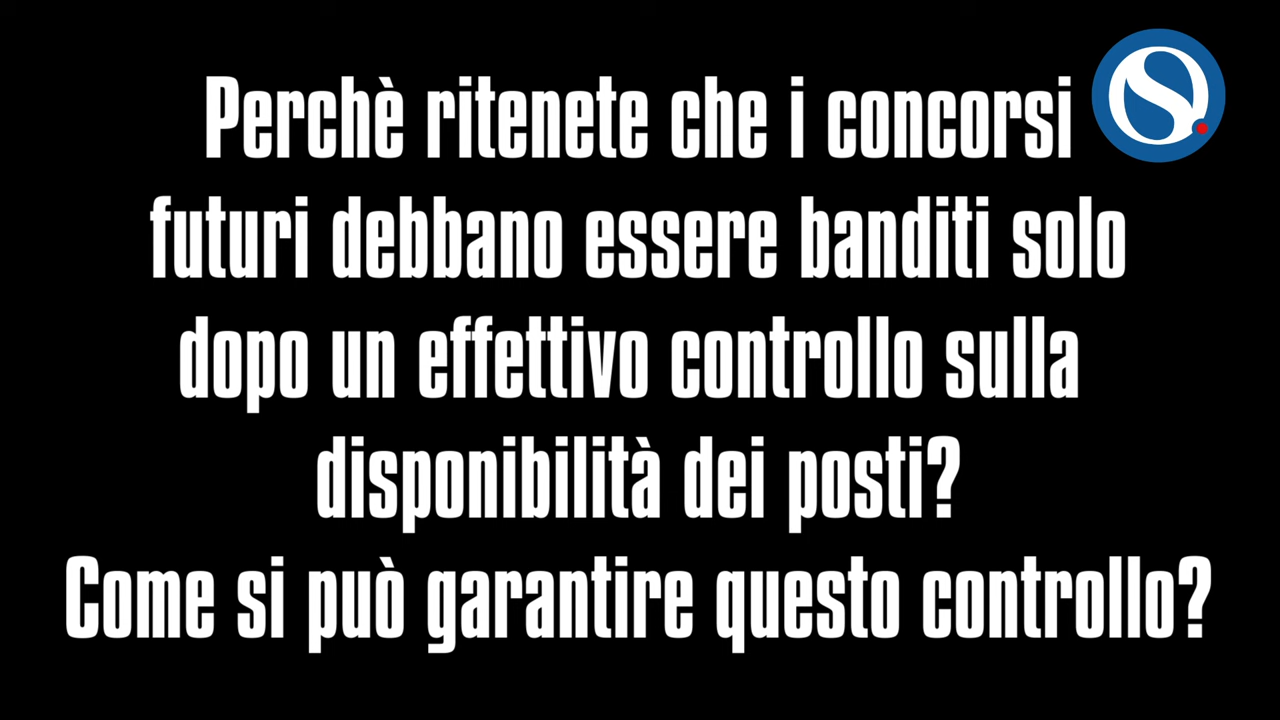 Perchè ritenete che i concorsi
futuri debbano essere banditi solo
dopo un effettivo controllo sulla
disponibilità dei posti?
Come si può garantire questo controllo?